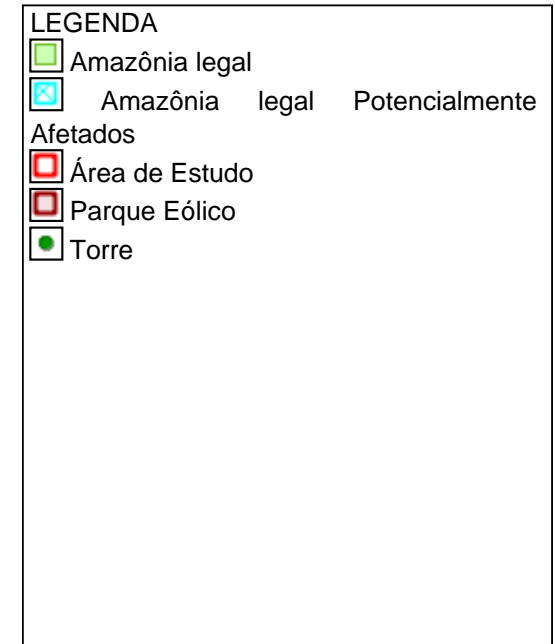 LEGENDA
Amazônia legal
Amazônia legal Potencialmente
Afetados
Área de Estudo
Parque Eólico
Torre